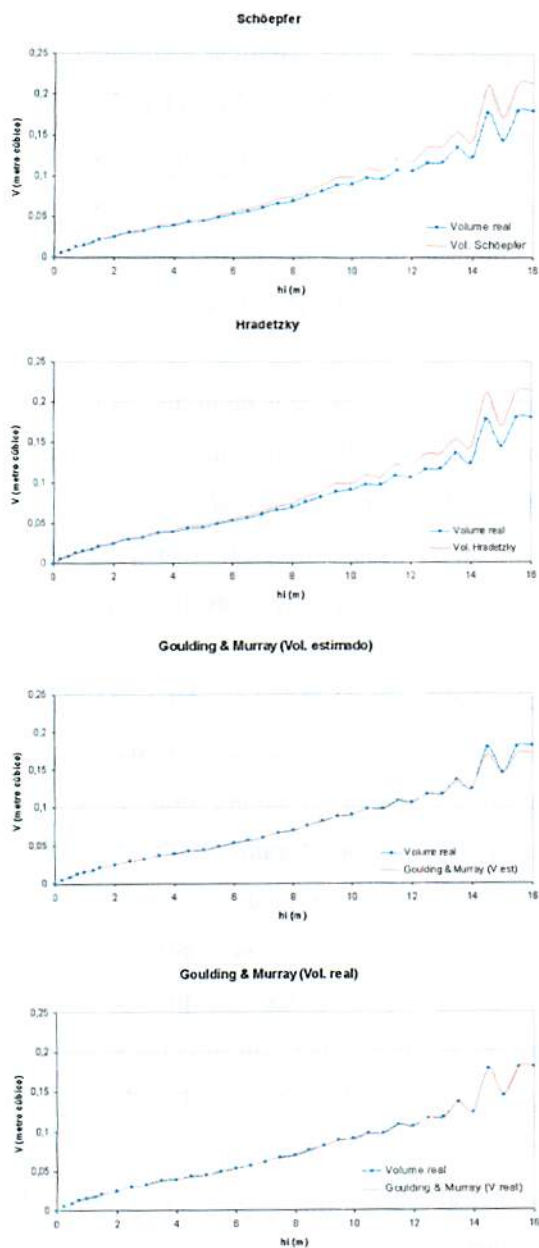 Schöepfer
0,25
0,2
0,15
0,1
0,05
0
V (metro cúbico)
Volume real
Vol. Schöepfer
0 2 4 6 8 10 12 14 16
hi (m)
Hradetzky
0,25
0,2
0,15
0,1
0,05
0
V (metro cúbico)
Volume real
Vol. Hradetzky
0 2 4 6 8 10 12 14 16
hi (m)
Goulding & Murray (Vol. estimado)
0,25
0,2
0,15
0,1
0,05
0
V (metro cúbico)
Volume real
Goulding & Murray (V est)
0 2 4 6 8 10 12 14 16
hi (m)
Goulding & Murray (Vol. real)
0,25
0,2
0,15
0,1
0,05
0
V (metro cúbico)
Volume real
Goulding & Murray (V real)
0 2 4 6 8 10 12 14 16
hi (m)